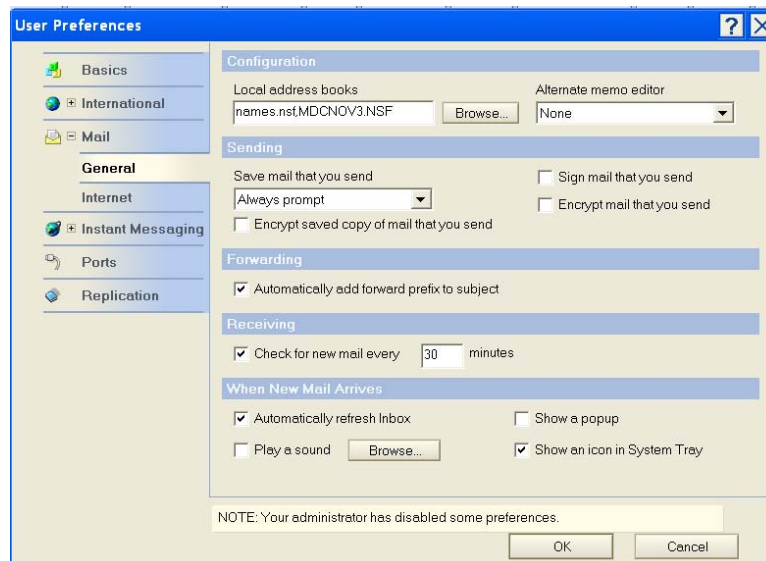 User Preferences
Basics
International
Mail
General
Internet
Instant Messaging
Ports
Replication
Configuration
Local address books
Alternate memo editor
names.nsf,MDCNOV3.NSF
Browse...
None
Sending
Save mail that you send
Sign mail that you send
Always prompt
Encrypt mail that you send
Encrypt saved copy of mail that you send
Forwarding
Automatically add forward prefix to subject
Receiving
Check for new mail every 30 minutes
When New Mail Arrives
Automatically refresh Inbox
Show a popup
Play a sound
Browse...
Show an icon in System Tray
NOTE: Your administrator has disabled some preferences.
OK
Cancel